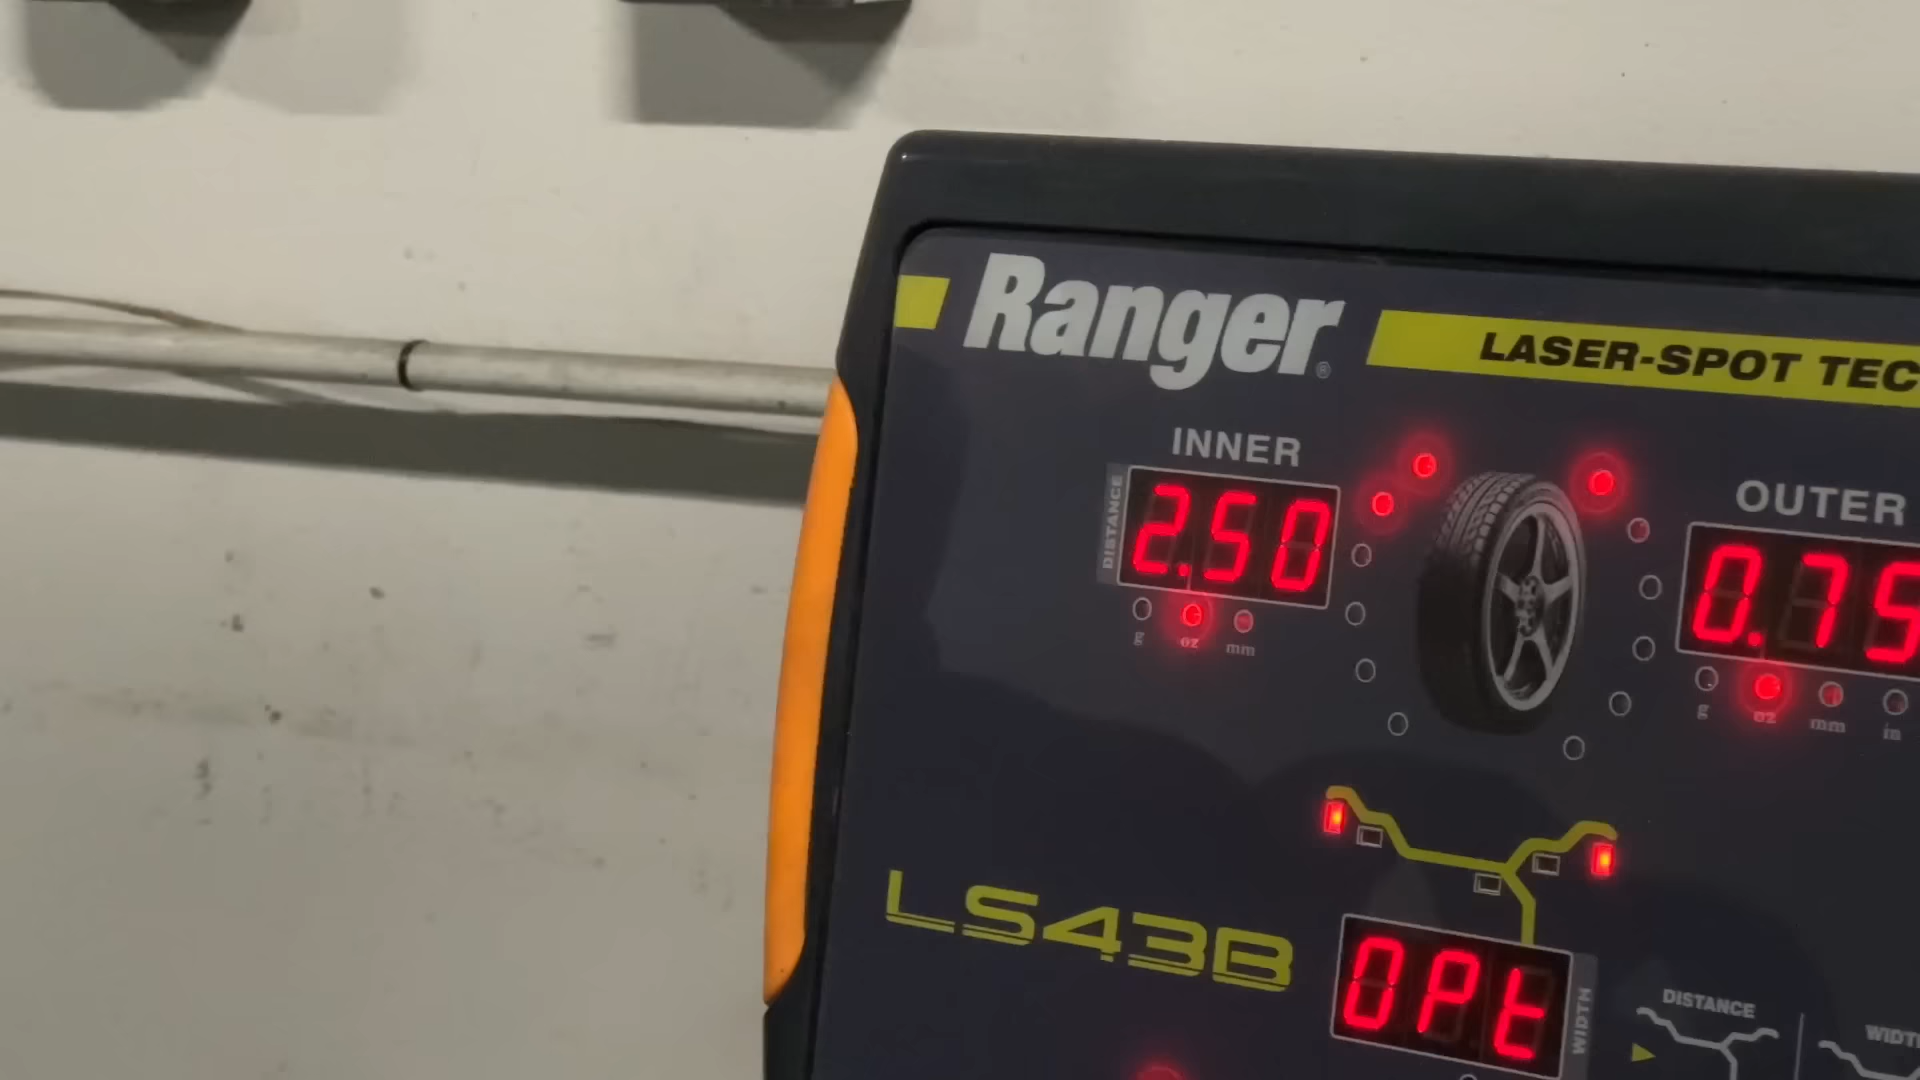 Ranger®
LASER-SPOT TEC
INNER
OUTER
DISTANCE
2.50
0.75
g oz mm
g oz mm in
LS43B
OPt
WIDTH
DISTANCE
WIDT